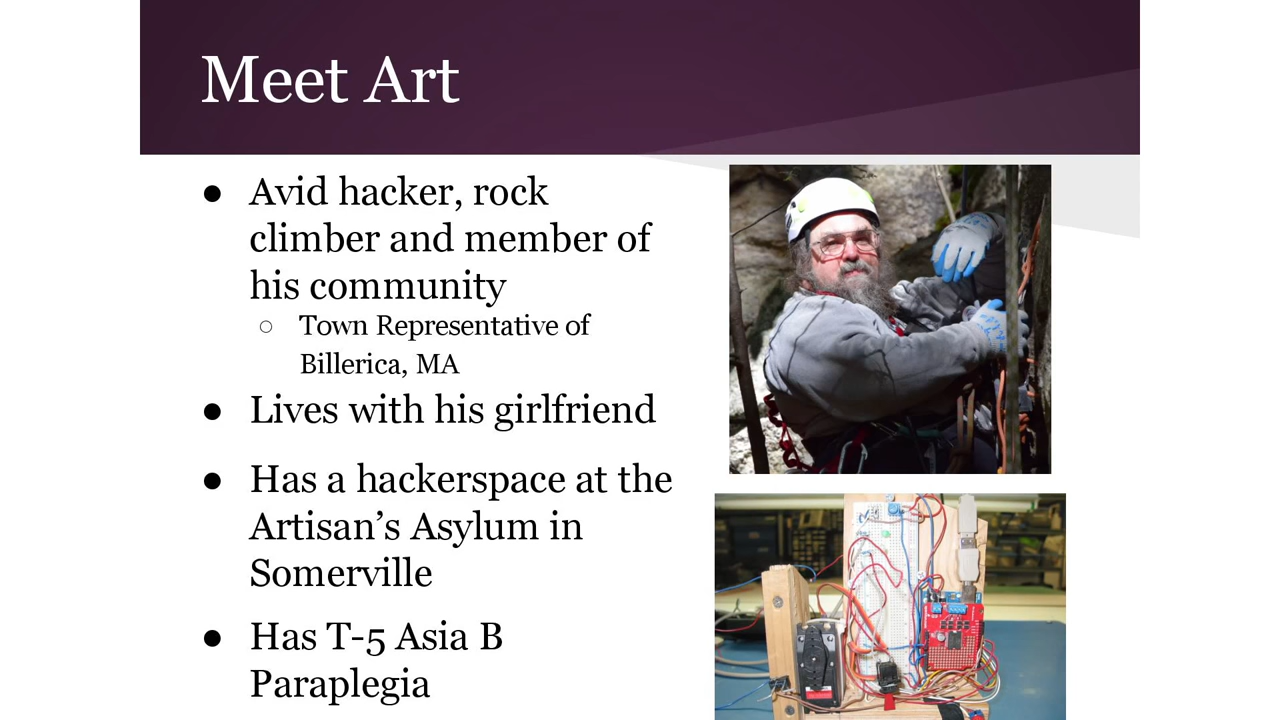 Meet Art
● Avid hacker, rock
climber and member of
his community
○ Town Representative of
Billerica, MA
● Lives with his girlfriend
● Has a hackerspace at the
Artisan’s Asylum in
Somerville
● Has T-5 Asia B
Paraplegia